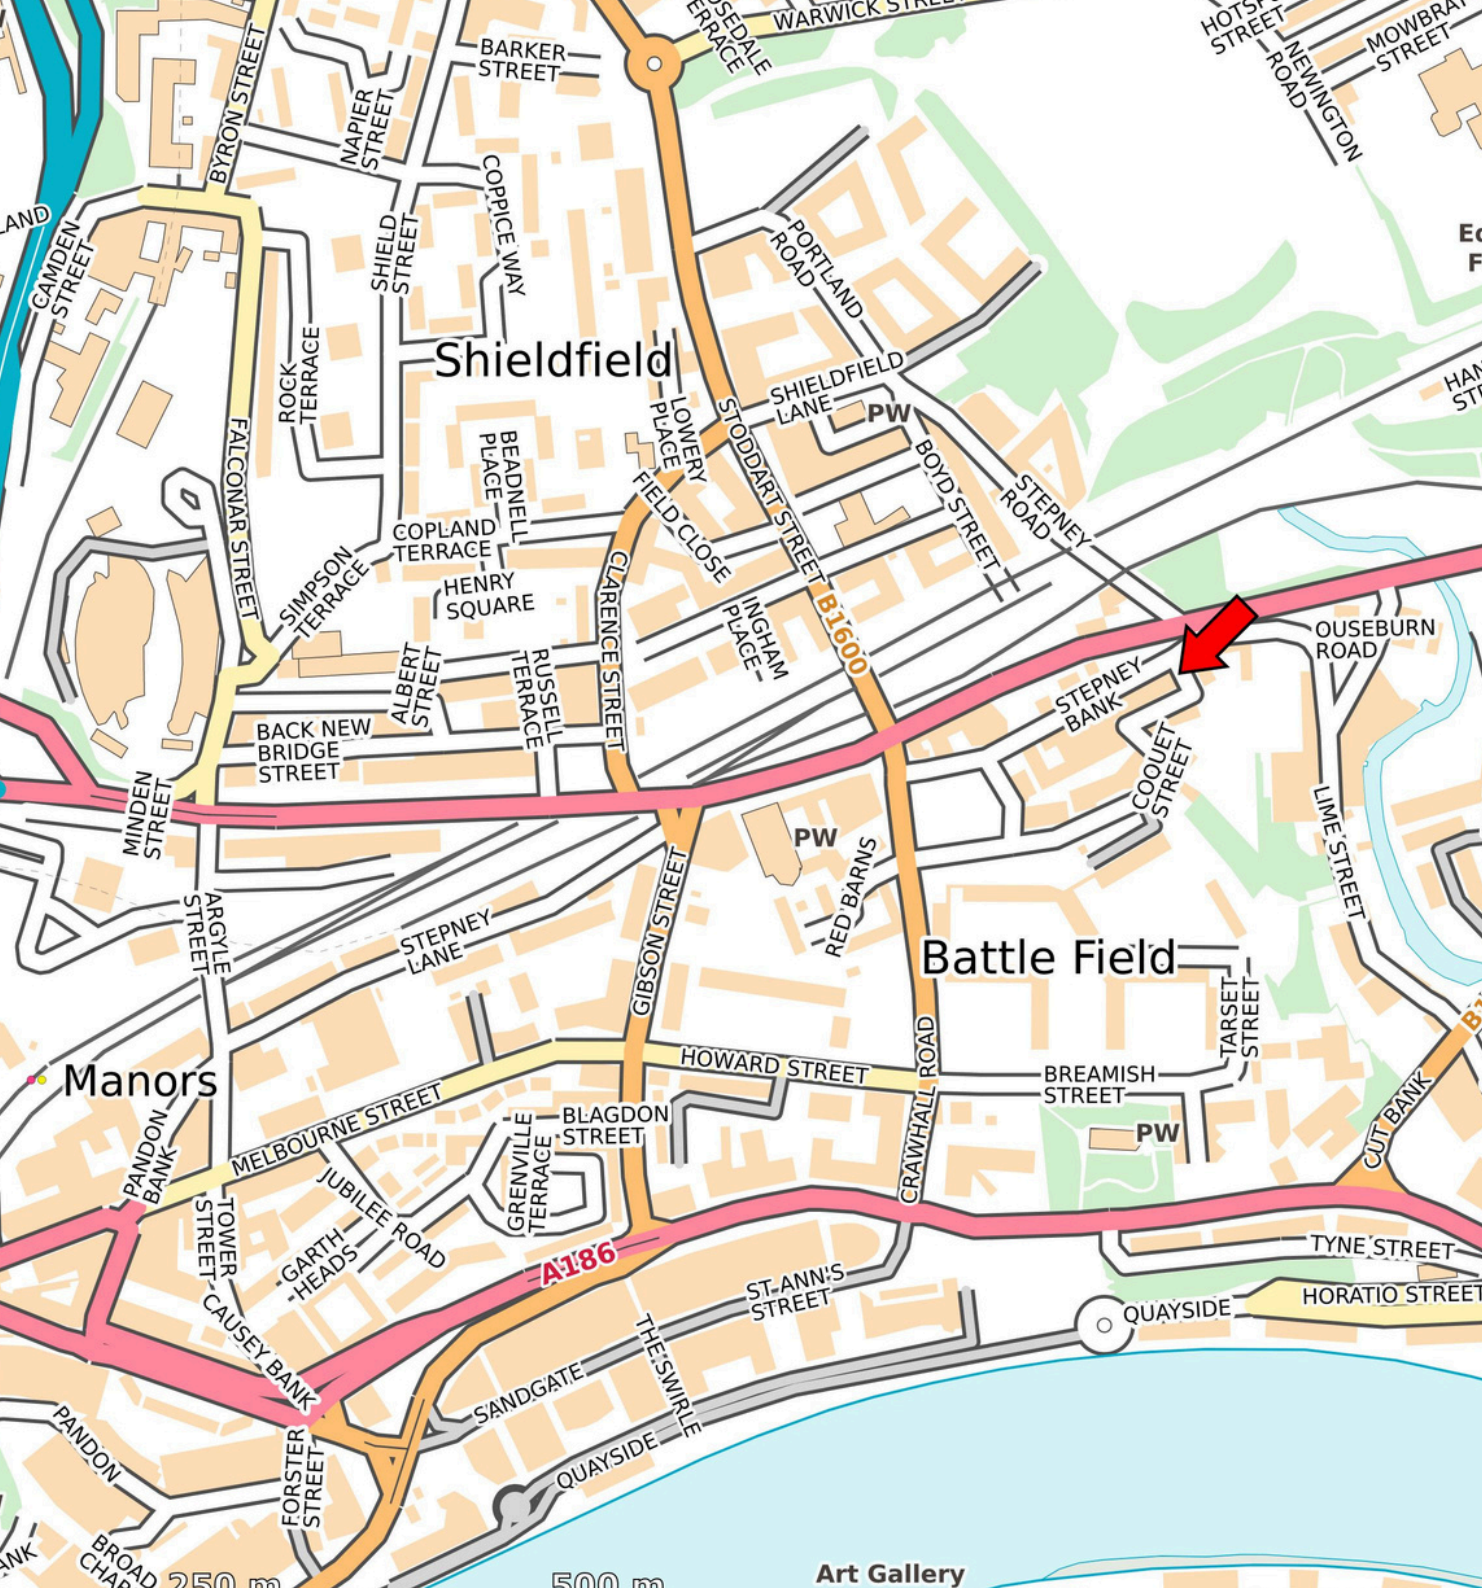 WARWICK STREET
BARKER
STREET
MOWBRAY
STREET
STREET
NEWINGTON
ROAD
BYRON STREET
NAPIER
STREET
COPPICE WAY
CAMDEN
STREET
SHIELD
STREET
PORTLAND
ROAD
Shieldfield
ROCK
TERRACE
SHIELDFIELD
LANE
PW
LOWERY
PLACE
STODDART STREET
FALCONAR STREET
BEADNELL
PLACE
FIELD CLOSE
BOYD STREET
STEPNEY
ROAD
COPLAND
TERRACE
SIMPSON
TERRACE
HENRY
SQUARE
CLARENCE STREET
INGHAM
PLACE
B1600
OUSEBURN
ROAD
ALBERT
STREET
RUSSELL
TERRACE
STEPNEY
BANK
BACK NEW
BRIDGE
STREET
COQUET
STREET
MINDEN
STREET
LIME STREET
PW
RED BARNS
ARGYLE
STREET
STEPNEY
LANE
GIBSON STREET
Battle Field
TARSET
STREET
Manors
HOWARD STREET
BREAMISH
STREET
CRAWHALL ROAD
CUT BANK
PW
MELBOURNE STREET
BLAGDON
STREET
GRENVILLE
TERRACE
PANDON
BANK
JUBILEE ROAD
TOWER
STREET
GARTH
HEADS
A186
TYNE STREET
ST ANN'S
STREET
HORATIO STREET
QUAYSIDE
CAUSEY BANK
THE SWIRLE
SANDGATE
PANDON
QUAYSIDE
FORSTER
STREET
BROAD
250 m
500 m
Art Gallery